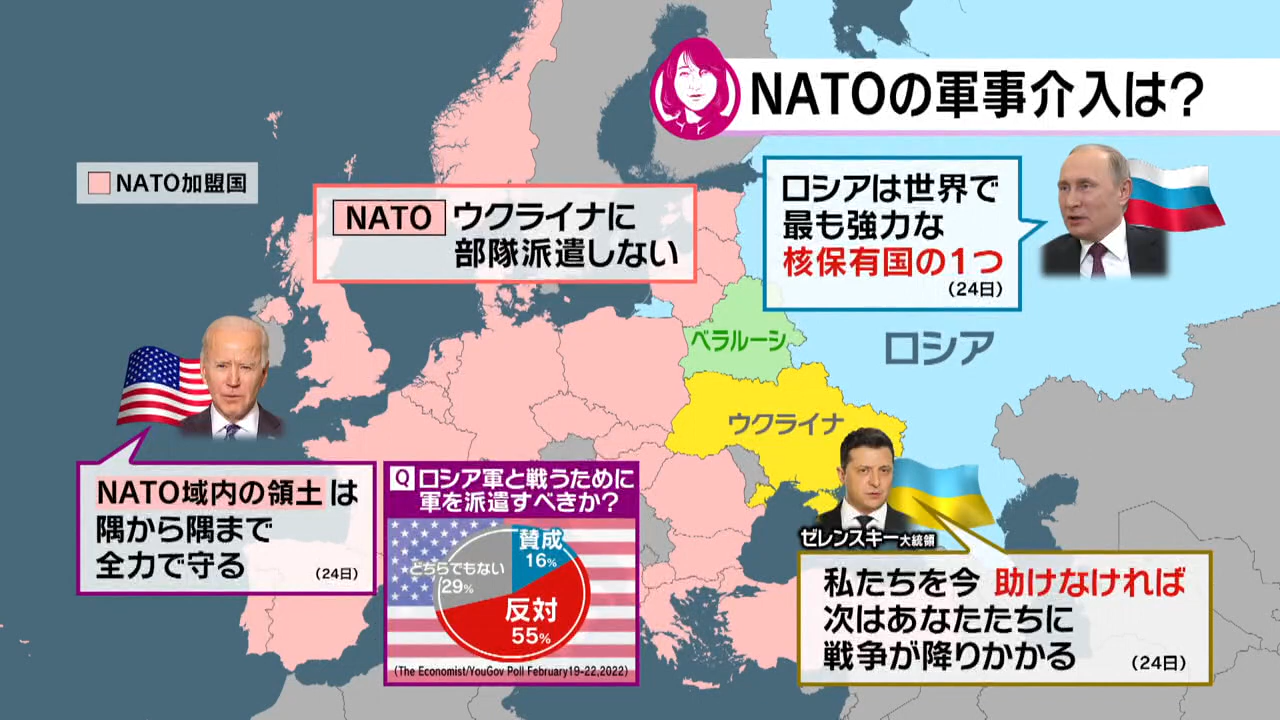 NATOの軍事介入は?
NATO加盟国
NATO ウクライナに
部隊派遣しない
ロシアは世界で
最も強力な
核保有国の1つ
(24日)
ベラルーシ
ロシア
ウクライナ
NATO域内の領土は
隅から隅まで
全力で守る
(24日)
Q ロシア軍と戦うために
軍を派遣すべきか?
賛成
16%
どちらでもない
29%
反対
55%
(The Economist/YouGov Poll February19-22,2022)
ゼレンスキー大統領
私たちを今 助けなければ
次はあなたたちに
戦争が降りかかる
(24日)